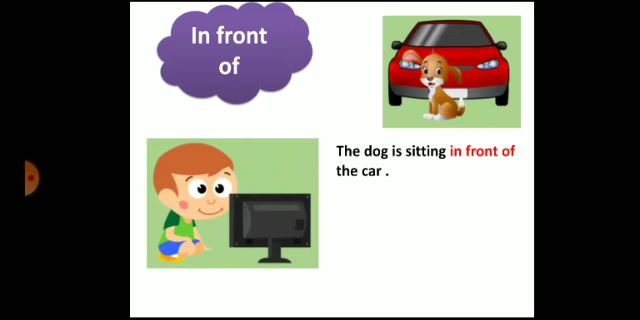 In front
of
The dog is sitting in front of
the car .